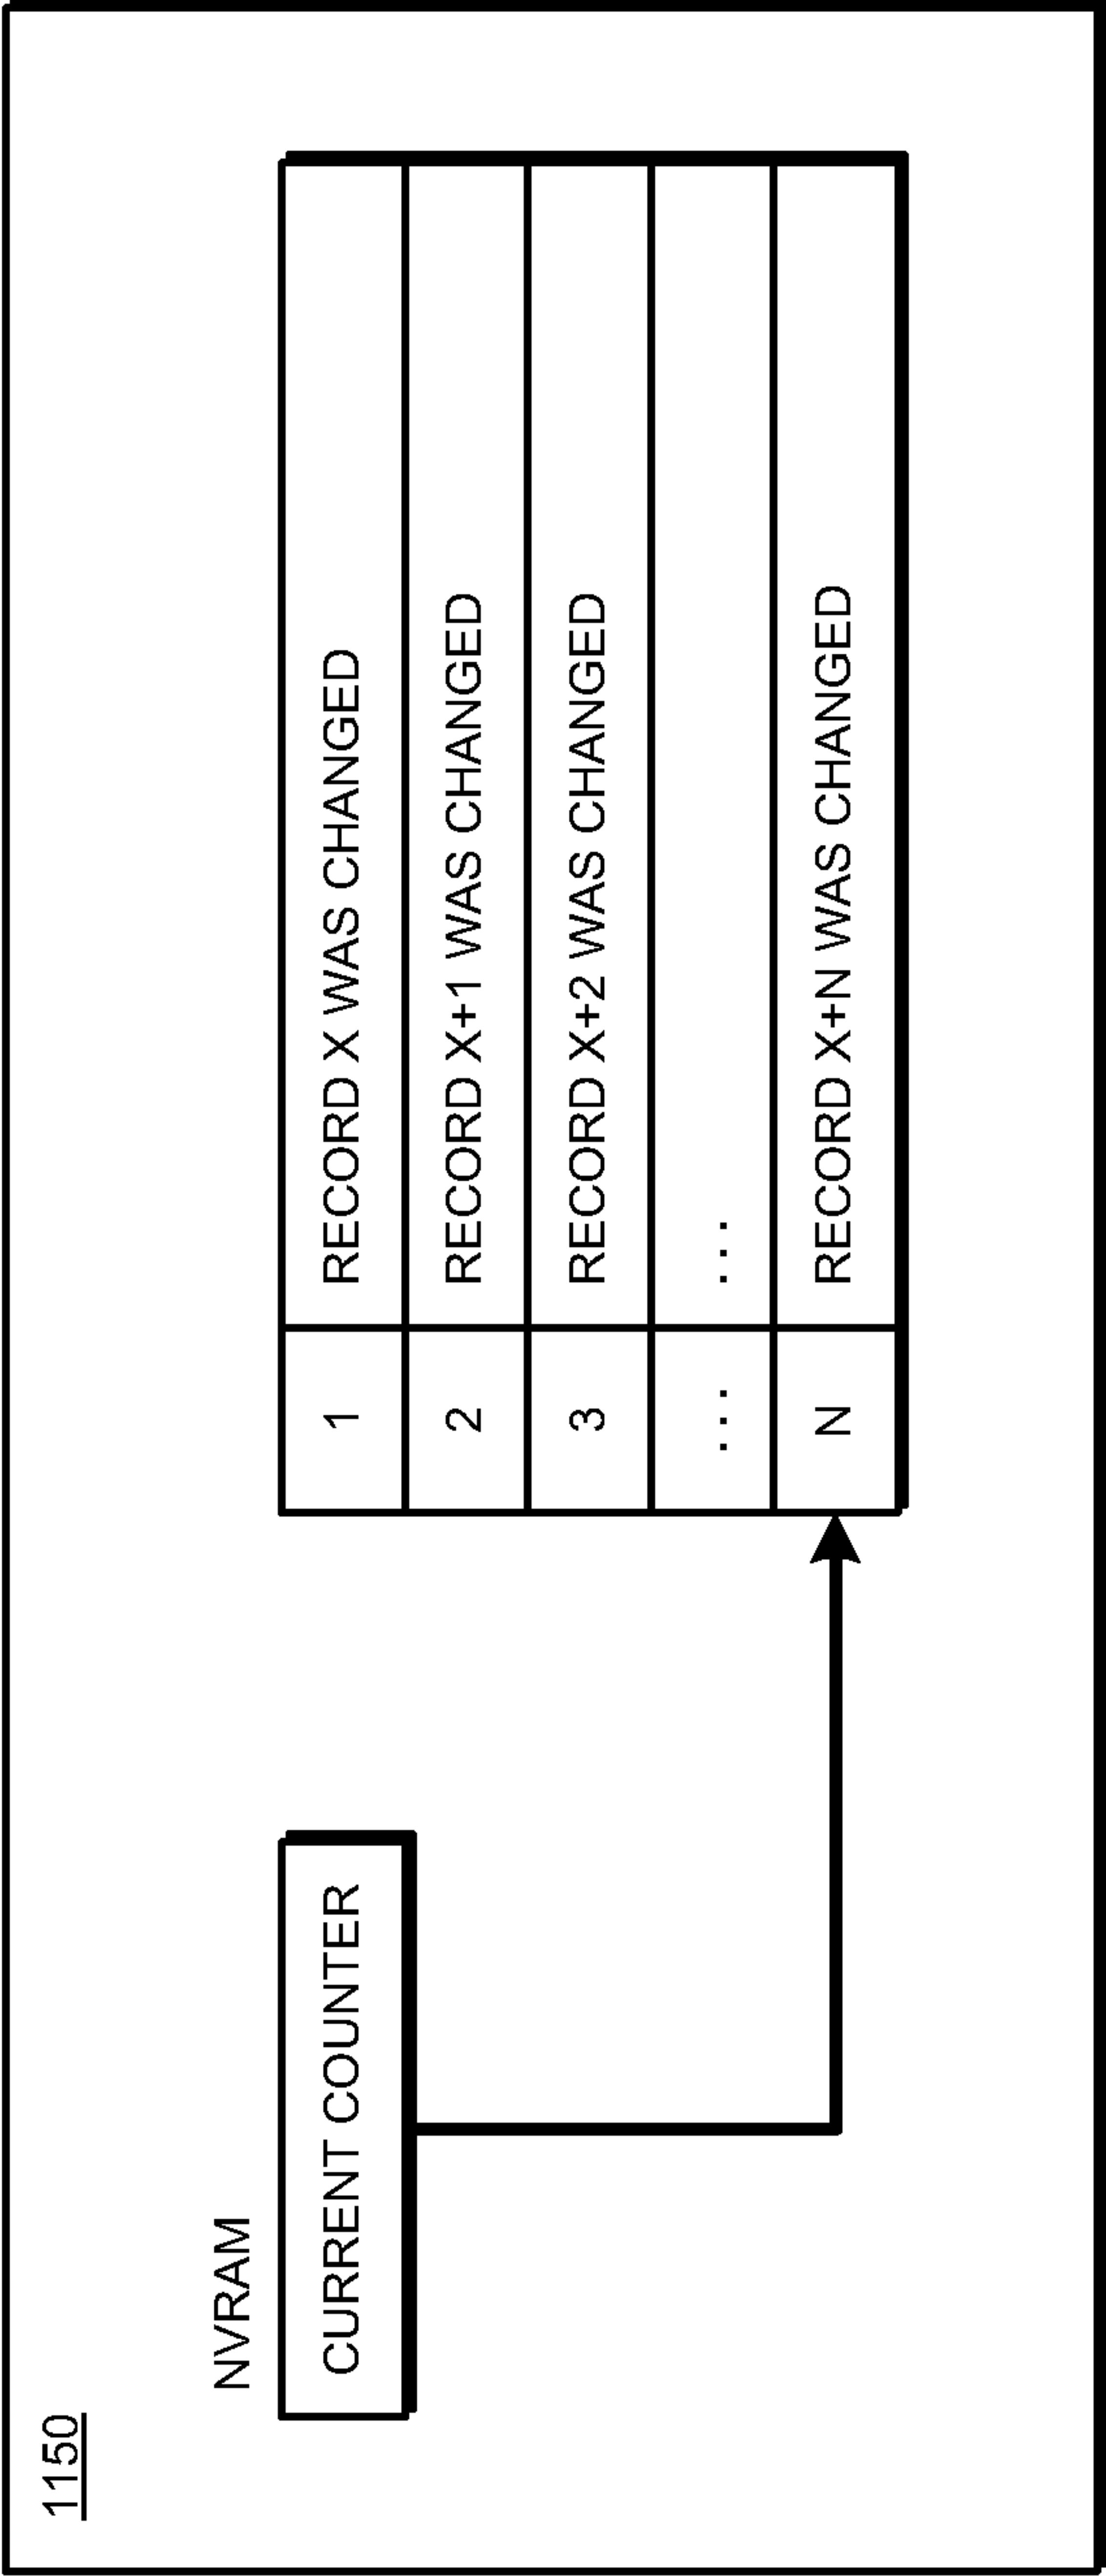 1150
NVRAM
CURRENT COUNTER
1 RECORD X WAS CHANGED
2 RECORD X+1 WAS CHANGED
3 RECORD X+2 WAS CHANGED
... ...
N RECORD X+N WAS CHANGED